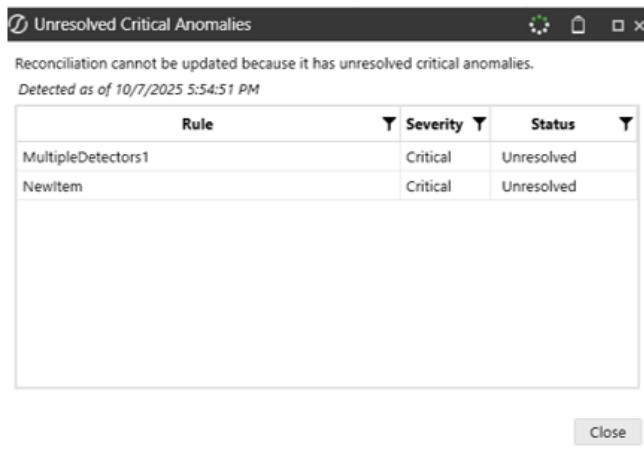 Unresolved Critical Anomalies
Reconciliation cannot be updated because it has unresolved critical anomalies.
Detected as of 10/7/2025 5:54:51 PM
Rule Severity Status
MultipleDetectors1 Critical Unresolved
NewItem Critical Unresolved
Close